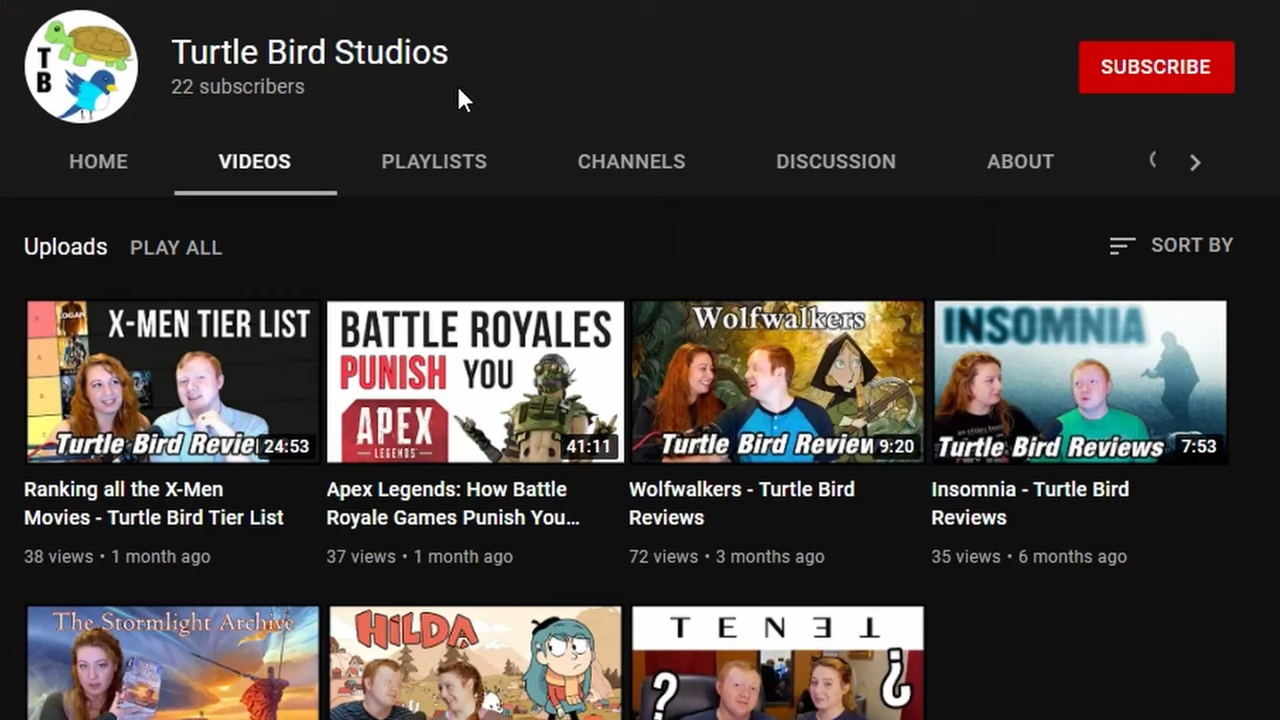 T
B
Turtle Bird Studios
22 subscribers
SUBSCRIBE
HOME
VIDEOS
PLAYLISTS
CHANNELS
DISCUSSION
ABOUT
Uploads
PLAY ALL
SORT BY
LOGAN
X-MEN TIER LIST
Turtle Bird Revie
24:53
BATTLE ROYALES
PUNISH YOU
APEX
LEGENDS
41:11
Wolfwalkers
Turtle Bird Review
9:20
INSOMNIA
Turtle Bird Reviews
7:53
Ranking all the X-Men
Movies - Turtle Bird Tier List
38 views • 1 month ago
Apex Legends: How Battle
Royale Games Punish You...
37 views • 1 month ago
Wolfwalkers - Turtle Bird
Reviews
72 views • 3 months ago
Insomnia - Turtle Bird
Reviews
35 views • 6 months ago
The Stormlight Archive
HiLDA
TENET
? ¿